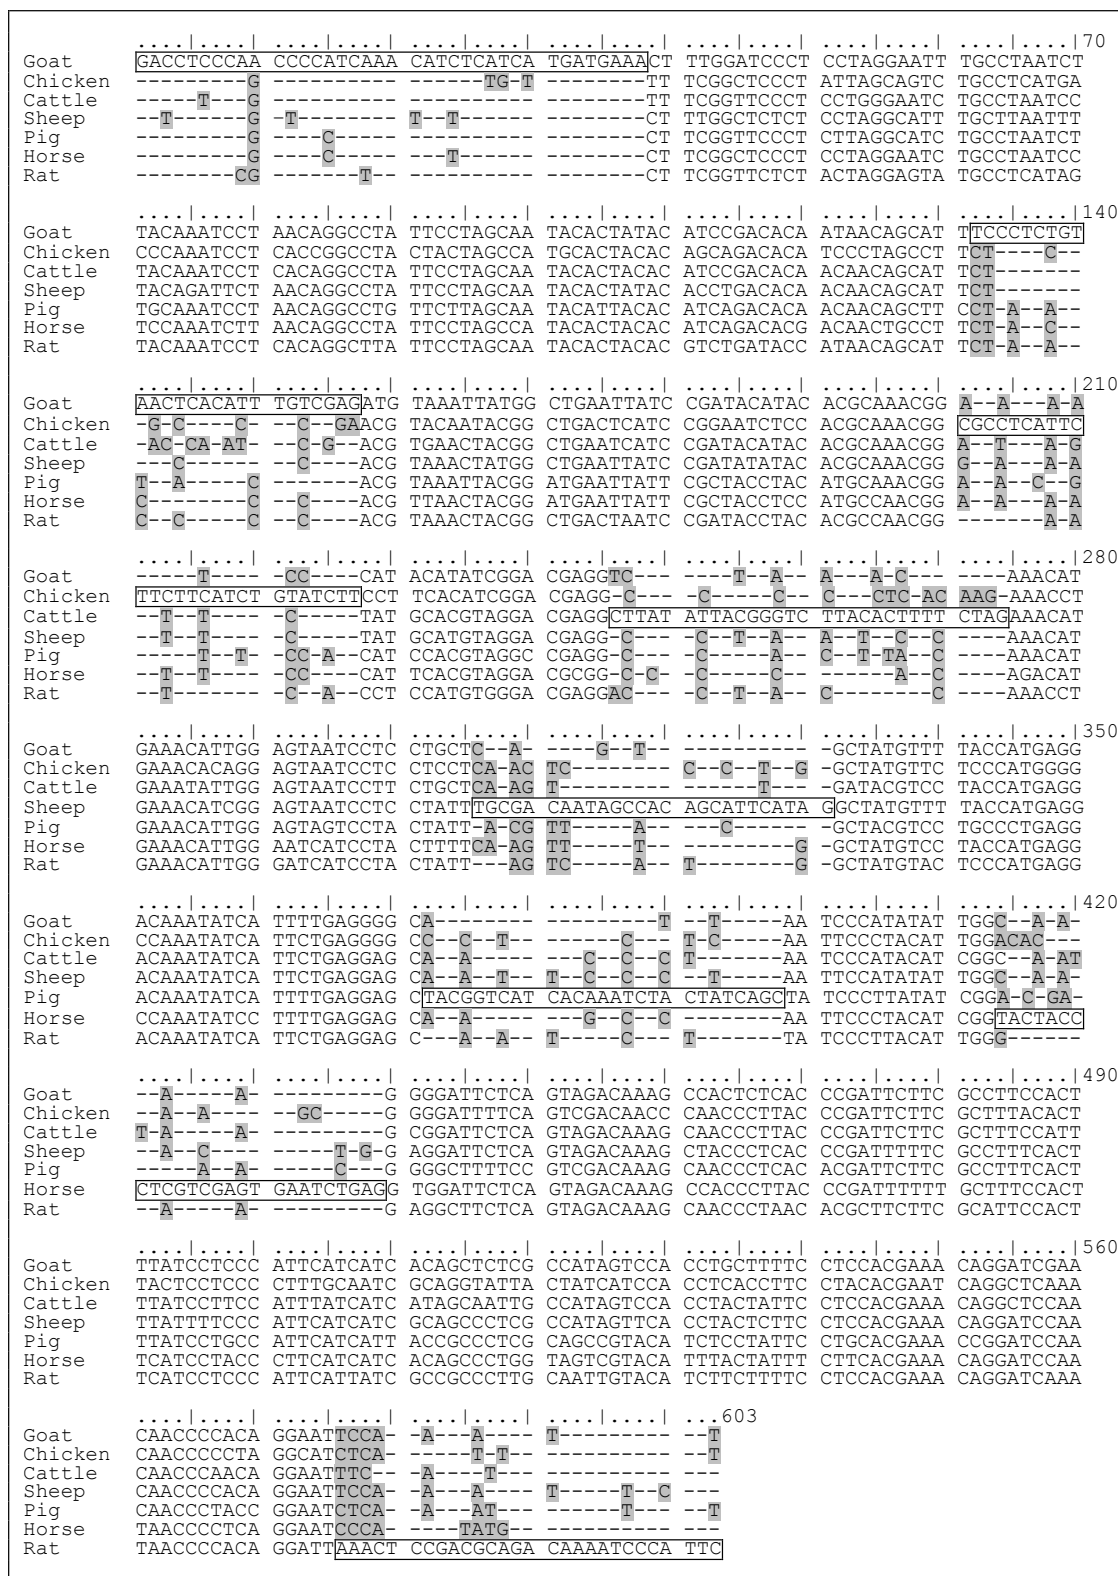 ....|....| ....|....| ....|....| ....|....| ....|....| ....|....| ....|....|70
Goat GACCTCCCAA CCCCATCAAA CATCTCATCA TGATGAAACT TTGGATCCCT CCTAGGAATT TGCCTAATCT
Chicken --------G- ---------- ------TG-T --------TT TCGGCTCCCT ATTAGCAGTC TGCCTCATGA
Cattle -----T--G- ---------- ---------- --------TT TCGGTTCCCT CCTGGGAATC TGCCTAATCC
Sheep --T-----G- -T--------T --T------- --------CT TTGGCTCTCT CCTAGGCATT TGCTTAATTT
Pig --------G- ----C----- ---------- --------CT TCGGTTCCCT CTTAGGCATC TGCCTAATCT
Horse --------G- ----C----- ---T------ --------CT TCGGCTCCCT CCTAGGAATC TGCCTAATCC
Rat --------CG -------T-- ---------- --------CT TCGGTTCTCT ACTAGGAGTA TGCCTCATAG
....|....| ....|....| ....|....| ....|....| ....|....| ....|....| ....|....|140
Goat TACAAATCCT AACAGGCCTA TTCCTAGCAA TACACTATAC ATCCGACACA ATAACAGCAT TTCCCTCTGT
Chicken CCCAAATCCT CACCGGCCTA CTACTAGCCA TGCACTACAC AGCAGACACA TCCCTAGCCT TCT----C--
Cattle TACAAATCCT CACAGGCCTA TTCCTAGCAA TACACTACAC ATCCGACACA ACAACAGCAT TCT-------
Sheep TACAGATTCT AACAGGCCTA TTCCTAGCAA TACACTATAC ACCTGACACA ACAACAGCAT TCT-------
Pig TGCAAATCCT AACAGGCCTG TTCTTAGCAA TACATTACAC ATCAGACACA ACAACAGCTT CCT-A--A--
Horse TCCAAATCTT AACAGGCCTA TTCCTAGCCA TACACTACAC ATCAGACACG ACAACTGCCT TCT-A--C--
Rat TACAAATCCT CACAGGCTTA TTCCTAGCAA TACACTACAC GTCTGATACC ATAACAGCAT TCT-A--A--
....|....| ....|....| ....|....| ....|....| ....|....| ....|....| ....|....|210
Goat AACTCACATT TGTCGAGATG TAAATTATGG CTGAATTATC CGATACATAC ACGCAAACGG A--A---A-A
Chicken -G-C----C- --C--GAACG TACAATACGG CTGACTCATC CGGAATCTCC ACGCAAACGG CGCCTCATTC
Cattle -AC-CA-AT- --C-G--ACG TGAACTACGG CTGAATCATC CGATACATAC ACGCAAACGG A--T---A-G
Sheep ---C------ --C----ACG TAAACTATGG CTGAATTATC CGATATATAC ACGCAAACGG G--A---A-A
Pig T--A----C- -------ACG TAAATTACGG ATGAATTATT CGCTACCTAC ATGCAAACGG A--A--C--G
Horse C-------C- --C----ACG TTAACTACGG ATGAATTATT CGCTACCTCC ATGCCAACGG A--A---A-A
Rat C--C----C- --C----ACG TAAACTACGG CTGACTAATC CGATACCTAC ACGCCAACGG -------A-A
....|....| ....|....| ....|....| ....|....| ....|....| ....|....| ....|....|280
Goat -----T---- -CC----CAT ACATATCGGA CGAGGTC--- -----T--A- --A---A-C- -----AAACAT
Chicken TTCTTCATCT GTATCTTCCT TCACATCGGA CGAGG-C--- --C-----C- --C--CTC-AC AAG-AAACCT
Cattle --T--T---- -C-----TAT GCACGTAGGA CGAGGCTTAT ATTACGGGTC TTACACTTTT CTAGAAACAT
Sheep --T--T---- -C-----TAT GCATGTAGGA CGAGG-C--- --C--T--A- --A--T--C- -C---AAACAT
Pig -----T--T- -CC--A-CAT CCACGTAGGC CGAGG-C--- --C-----A- --C--T-TA- -C---AAACAT
Horse --T--T---- -CC----CAT TCACGTAGGA CGCGG-C-C- --C-----C- -------A-- -C---AGACAT
Rat --T------- -C--A--CCT CCATGTGGGA CGAGGAC--- --C--T--A- --C------- -C---AAACCT
....|....| ....|....| ....|....| ....|....| ....|....| ....|....| ....|....|350
Goat GAAACATTGG AGTAATCCTC CTGCTC--A- ---G--T--- ---------- -GCTATGTTT TACCATGAGG
Chicken GAAACACAGG AGTAATCCTC CTCCTCA-AC TC-------- C--C--T--G GCTATGTTC TCCCATGGGG
Cattle GAAATATTGG AGTAATCCTT CTGCTCA-AG T--------- ------T--- -GATACGTCC TACCATGAGG
Sheep GAAACATCGG AGTAATCCTC CTATTTGCGA CAATAGCCAC AGCATTCATAG GCTATGTTT TACCATGAGG
Pig GAAACATTGG AGTAGTCCTA CTATT-A-CG TT----A--- ---C------ -GCTACGTCC TGCCCTGAGG
Horse GAAACATTGG AATCATCCTA CTTTTCA-AG TT----T--- ---------G GCTATGTCC TACCATGAGG
Rat GAAACATTGG GATCATCCTA CTATT---AG TC----A--- T--------G GCTATGTAC TCCCATGAGG
....|....| ....|....| ....|....| ....|....| ....|....| ....|....| ....|....|420
Goat ACAAATATCA TTTTGAGGGG CA-------- ---------- T---T----- AA TCCCATATAT TGGC--A-A-
Chicken CCAAATATCA TTCTGAGGGG CC--C--T-- ------C--- -T-C-----AA TTCCCTACAT TGGACAC---
Cattle ACAAATATCA TTCTGAGGAG CA--A----- ---C--C--C -T------AA TCCCATACAT CGGC--A-AT
Sheep ACAAATATCA TTCTGAGGAG CA--A--T-- T--C--C--C ---T----AA TTCCATATAT TGGC--A-A-
Pig ACAAATATCA TTTTGAGGAG CTACGGTCAT CACAAATCTA CTATCAGCTA TCCCTTATAT CGGA-C-GA-
Horse CCAAATATCC TTTTGAGGAG CA--A----- ---G--C--C --------AA TTCCCTACAT CGGTACTACC
Rat ACAAATATCA TTCTGAGGAG C---A--A-- T-----C--- -T------TA TCCCTTACAT TGGG------
....|....| ....|....| ....|....| ....|....| ....|....| ....|....| ....|....|490
Goat --A-----A- ---------G GGGATTCTCA GTAGACAAAG CCACTCTCAC CCGATTCTTCG CCTTCCACT
Chicken --A--A---- --GC-----G GGGATTTTCA GTCGACAACC CAACCCTTAC CCGATTCTTC GCTTTACACT
Cattle T-A-----A- ---------G GCGGATTCTCA GTAGACAAAG CAACCCTTAC CCGATTCTTC GCTTTCCATT
Sheep --A--C---- -----T-G-G AGGATTCTCA GTAGACAAAG CTACCCTCAC CCGATTTTTC GCCTTTCACT
Pig -----A--A- -----C---G GGGCTTTTCC GTCGACAAAG CAACCCTCAC ACGATTCTTC GCCTTTCACT
Horse CTCGTCGAGT GAATCTGAGG TGGATTCTCA GTAGACAAAG CCACCCTTAC CCGATTTTTT GCTTTCCACT
Rat --A-----A- ---------G AGGCTTCTCA GTAGACAAAG CAACCCTAAC ACGCTTCTTC GCATTCCACT
....|....| ....|....| ....|....| ....|....| ....|....| ....|....| ....|....|560
Goat TTATCCTCCC ATTCATCATC ACAGCTCTCG CCATAGTCCA CCTGCTTTTC CTCCACGAAA CAGGATCGAA
Chicken TACTCCTCCC CTTTGCAATC GCAGGTATTA CTATCATCCA CCTCACCTTC CTACACGAAT CAGGCTCAAA
Cattle TTATCCTTCC ATTTATCATC ATAGCAATTG CCATAGTCCA CCTACTATTC CTCCACGAAA CAGGCTCCAA
Sheep TTATTTTCCC ATTCATCATC GCAGCCCTCG CCATAGTTCA CCTACTCTTC CTCCACGAAA CAGGATCCAA
Pig TTATCCTGCC ATTCATCATT ACCGCCCTCG CAGCCGTACA TCTCCTATTC CTGCACGAAA CCGGATCCAA
Horse TCATCCTACC CTTCATCATC ACAGCCCTGG TAGTCGTACA TTTACTATTT CTTCACGAAA CAGGATCCAA
Rat TCATCCTCCC ATTCATTATC GCCGCCCTTG CAATTGTACA TCTTCTTTTC CTCCACGAAA CAGGATCAAA
....|....| ....|....| ....|....| ....|....| ...603
Goat CAACCCCACA GGAATTCCA- -A---A---- -T-------- --T
Chicken CAACCCCCTA GGCATCTCA- -----T-T-- ---------- --T
Cattle CAACCCAACA GGAATTTC-- -A----T--- ---------- ---
Sheep CAACCCCACA GGAATTCCA- -A---A---- -T-----T-C ---
Pig CAACCCTACC GGAATCTCA- -A---AT--- -------T-- --T
Horse TAACCCCTCA GGAATCCCA- ----TATG-- ---------- ---
Rat TAACCCCACA GGATTAAACT CCGACGCAGA CAAAATCCCA TTC